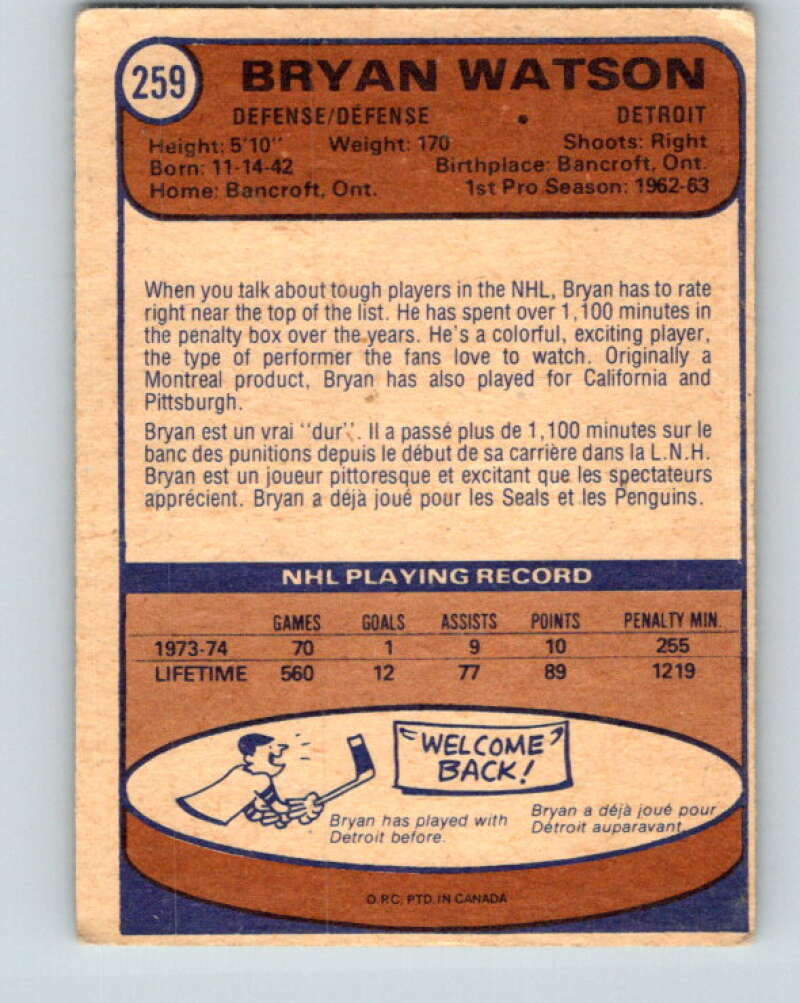 259
BRYAN WATSON
DEFENSE/DÉFENSE • DETROIT
Height: 5'10" Weight: 170 Shoots: Right
Born: 11-14-42 Birthplace: Bancroft, Ont.
Home: Bancroft, Ont. 1st Pro Season: 1962-63
When you talk about tough players in the NHL, Bryan has to rate
right near the top of the list. He has spent over 1,100 minutes in
the penalty box over the years. He's a colorful, exciting player,
the type of performer the fans love to watch. Originally a
Montreal product, Bryan has also played for California and
Pittsburgh.
Bryan est un vrai "dur". Il a passé plus de 1,100 minutes sur le
banc des punitions depuis le début de sa carrière dans la L.N.H.
Bryan est un joueur pittoresque et excitant que les spectateurs
apprécient. Bryan a déjà joué pour les Seals et les Penguins.
NHL PLAYING RECORD
GAMES GOALS ASSISTS POINTS PENALTY MIN.
1973-74 70 1 9 10 255
LIFETIME 560 12 77 89 1219
"WELCOME
BACK!"
Bryan has played with
Detroit before.
Bryan a déjà joué pour
Détroit auparavant.
O.P.C. PTD. IN CANADA